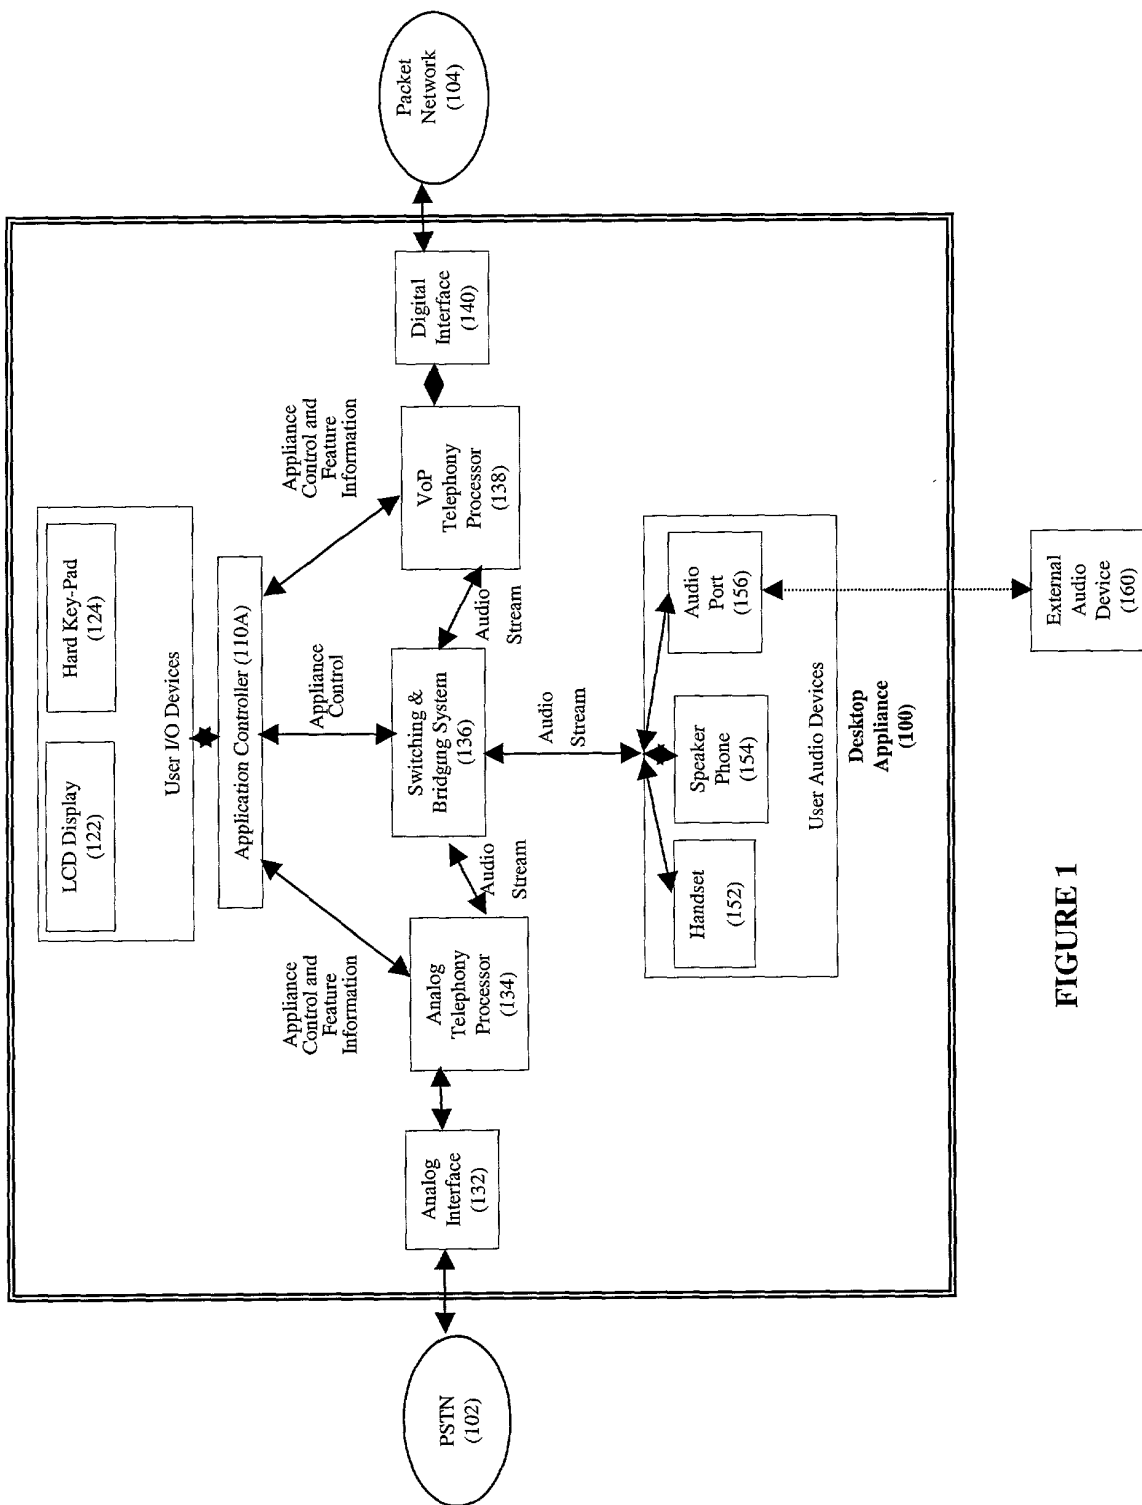 LCD Display
(122)
Hard Key-Pad
(124)
User I/O Devices
Application Controller (110A)
Appliance
Control and
Feature
Information
Appliance
Control
Appliance
Control and
Feature
Information
PSTN
(102)
Analog
Interface
(132)
Analog
Telephony
Processor
(134)
Audio
Stream
Switching &
Bridging System
(136)
Audio
Stream
VoP
Telephony
Processor
(138)
Digital
Interface
(140)
Packet
Network
(104)
Audio
Stream
Handset
(152)
Speaker
Phone
(154)
Audio
Port
(156)
User Audio Devices
Desktop
Appliance
(100)
External
Audio
Device
(160)
FIGURE 1